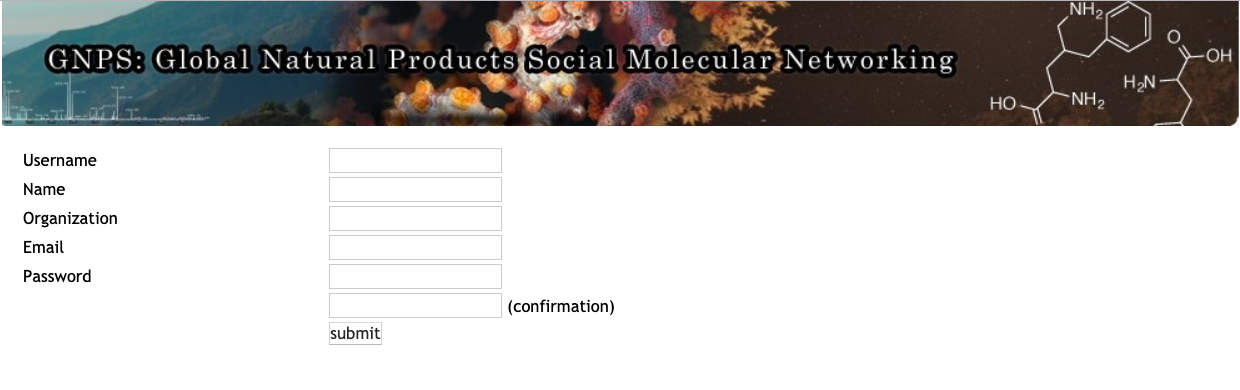 GNPS: Global Natural Products Social Molecular Networking
NH2
O
OH
H2N
HO
NH2
Username
Name
Organization
Email
Password
(confirmation)
submit